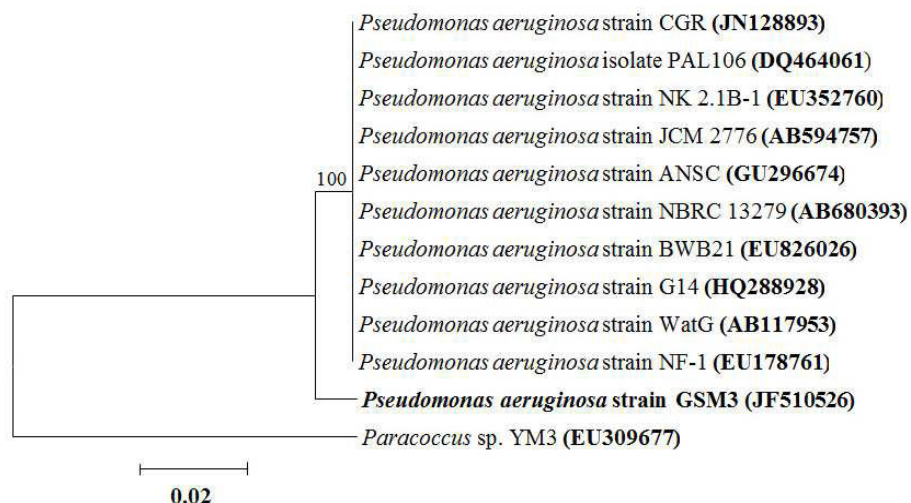 Pseudomonas aeruginosa strain CGR (JN128893)
Pseudomonas aeruginosa isolate PAL106 (DQ464061)
Pseudomonas aeruginosa strain NK 2.1B-1 (EU352760)
Pseudomonas aeruginosa strain JCM 2776 (AB594757)
100
Pseudomonas aeruginosa strain ANSC (GU296674)
Pseudomonas aeruginosa strain NBRC 13279 (AB680393)
Pseudomonas aeruginosa strain BWB21 (EU826026)
Pseudomonas aeruginosa strain G14 (HQ288928)
Pseudomonas aeruginosa strain WatG (AB117953)
Pseudomonas aeruginosa strain NF-1 (EU178761)
Pseudomonas aeruginosa strain GSM3 (JF510526)
Paracoccus sp. YM3 (EU309677)
0.02